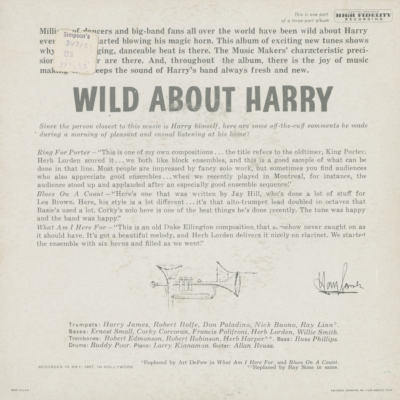 This is one part
of a three-part album
HIGH FIDELITY
RECORDING
Simpson's
Millio of dancers and big-band fans all over the world have been wild about Harry
ever arted blowing his magic horn. This album of exciting new tunes shows
why ging, danceable beat is there. The Music Makers' characteristic preci-
sion r are there. And, throughout the album, there is the joy of music
making eeps the sound of Harry's band always fresh and new.
WILD ABOUT HARRY
Since the person closest to this music is Harry himself, here are some off-the-cuff comments he made
during a morning of pleasant and casual listening at his home:
Ring For Porter—"This is one of my own compositions...the title refers to the oldtimer, King Porter.
Herb Lorden scored it...we both like block ensembles, and this is a good sample of what can be
done in that line. Most people are impressed by fancy solo work, but sometimes you find audiences
who also appreciate good ensembles...when we recently played in Montreal, for instance, the
audience stood up and applauded after an especially good ensemble sequence."
Blues On A Count—"Here's one that was written by Jay Hill, who's done a lot of stuff for
Les Brown. Here, his style is a lot different...it's that alto-trumpet lead doubled in octaves that
Basie's used a lot. Corky's solo here is one of the best things he's done recently. The tune was happy
and the band was happy."
What Am I Here For—"This is an old Duke Ellington composition that never caught on as
it should have. It's got a beautiful melody, and Herb Lorden delivers it nicely on clarinet. We started
the ensemble with six horns and filled as we went."
Trumpets: Harry James, Robert Rolfe, Don Paladino, Nick Buono, Ray Linn*.
Saxes: Ernest Small, Corky Corcoran, Francis Polifroni, Herb Lorden, Willie Smith.
Trombones: Robert Edmondson, Robert Robinson, Herb Harper**. Bass: Russ Phillips.
Drums: Buddy Poor. Piano: Larry Kinnamon. Guitar: Allan Reuss.
RECORDED IN MAY, 1957, IN HOLLYWOOD
*Replaced by Art DePew in What Am I Here For, and Blues On A Count.
**Replaced by Ray Sims in same.